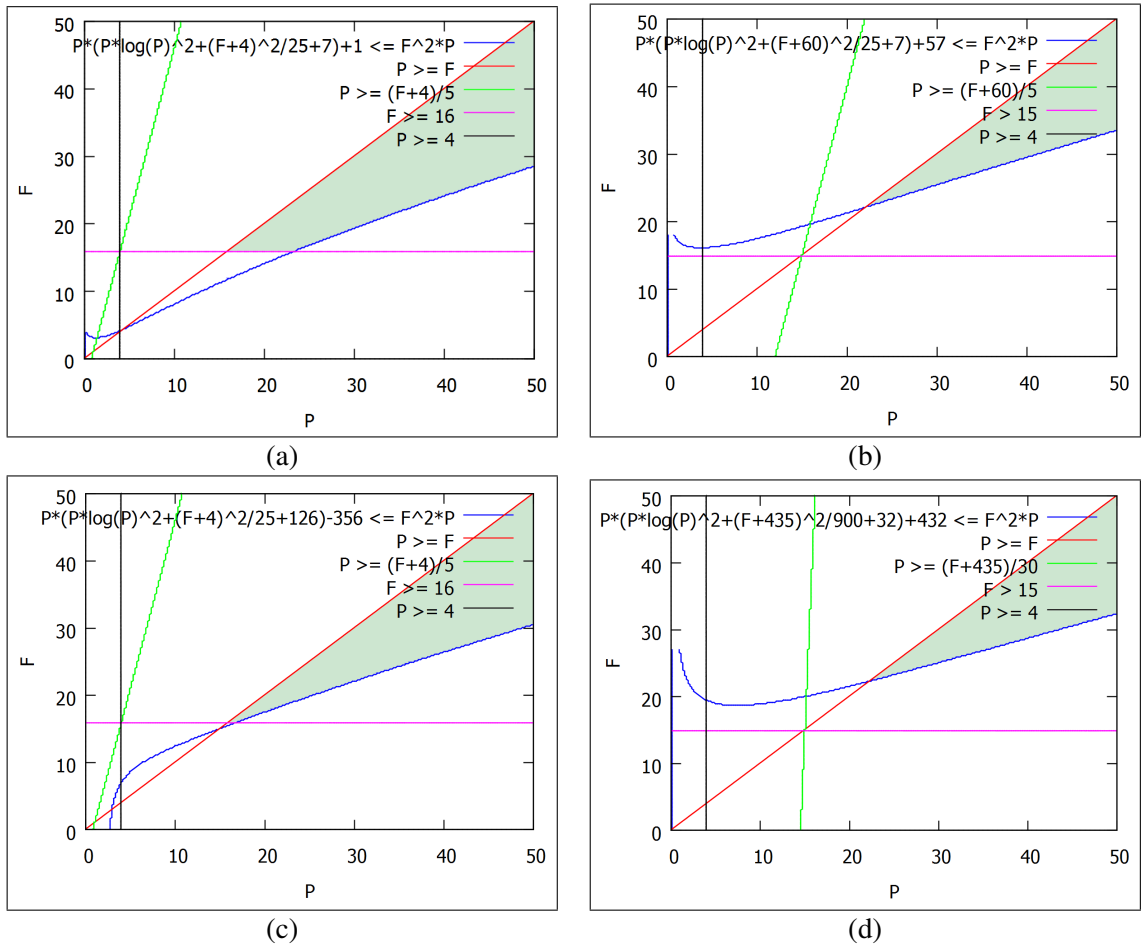 50
40
30
20
10
0
F
P*(P*log(P)^2+(F+4)^2/25+7)+1 <= F^2*P
P >= F
P >= (F+4)/5
F >= 16
P >= 4
0 10 20 30 40 50
P
(a)
50
40
30
20
10
0
F
P*(P*log(P)^2+(F+60)^2/25+7)+57 <= F^2*P
P >= F
P >= (F+60)/5
F > 15
P >= 4
0 10 20 30 40 50
P
(b)
50
40
30
20
10
0
F
P*(P*log(P)^2+(F+4)^2/25+126)-356 <= F^2*P
P >= F
P >= (F+4)/5
F >= 16
P >= 4
0 10 20 30 40 50
P
(c)
50
40
30
20
10
0
F
P*(P*log(P)^2+(F+435)^2/900+32)+432 <= F^2*P
P >= F
P >= (F+435)/30
F > 15
P >= 4
0 10 20 30 40 50
P
(d)